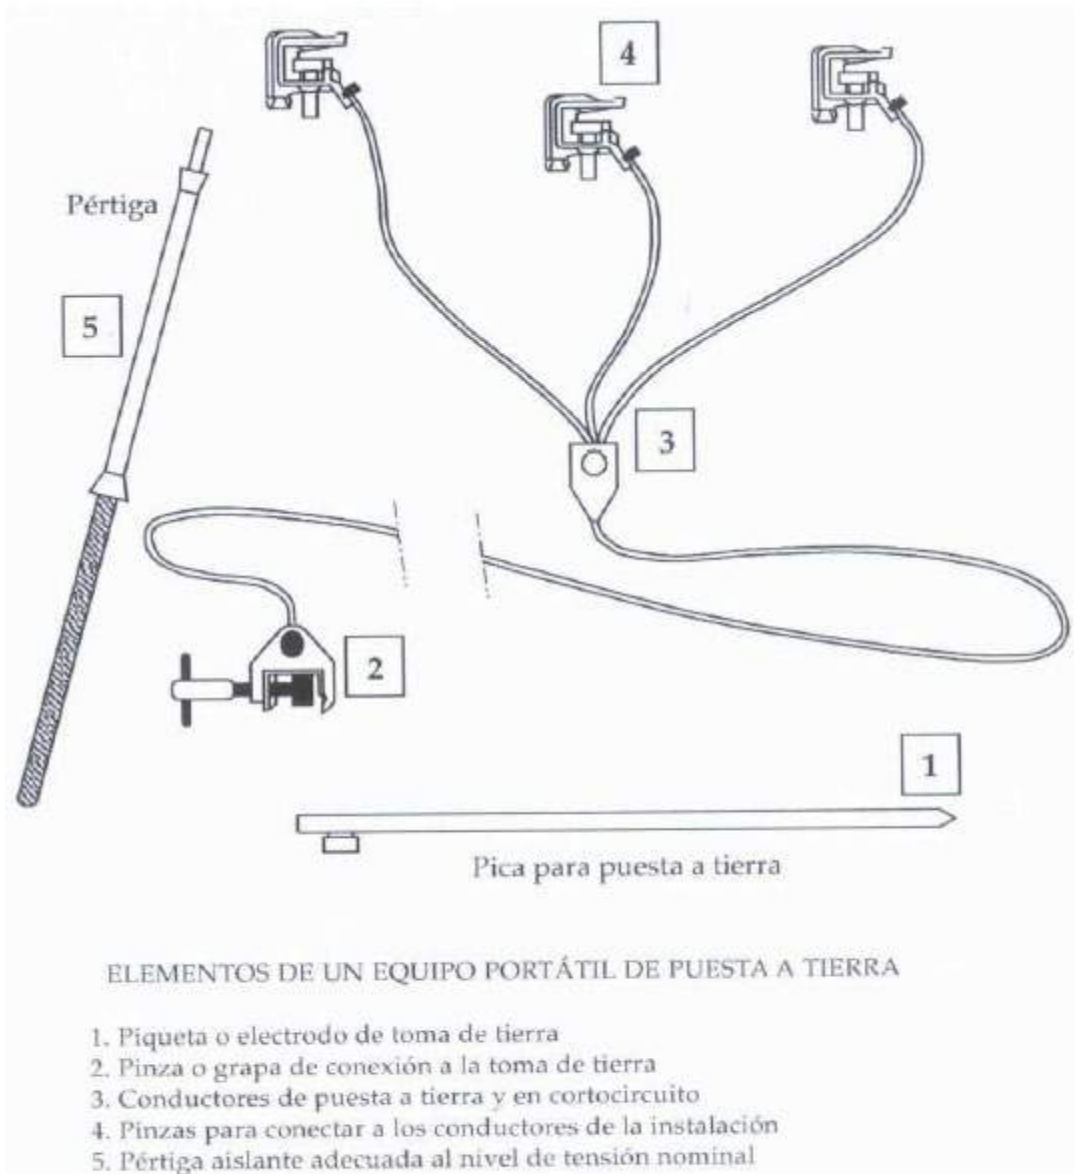 4
Pértiga
5
3
2
1
Pica para puesta a tierra
ELEMENTOS DE UN EQUIPO PORTÁTIL DE PUESTA A TIERRA
1. Piqueta o electrodo de toma de tierra
2. Pinza o grapa de conexión a la toma de tierra
3. Conductores de puesta a tierra y en cortocircuito
4. Pinzas para conectar a los conductores de la instalación
5. Pértiga aislante adecuada al nivel de tensión nominal